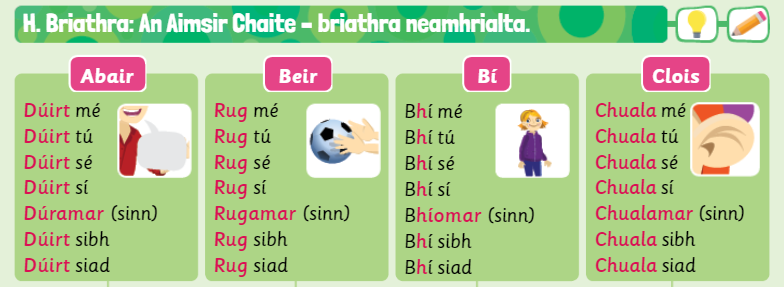 H. Briathra: An Aimsir Chaite – briathra neamhrialta.
Abair
Dúirt mé
Dúirt tú
Dúirt sé
Dúirt sí
Dúramar (sinn)
Dúirt sibh
Dúirt siad
Beir
Rug mé
Rug tú
Rug sé
Rug sí
Rugamar (sinn)
Rug sibh
Rug siad
Bí
Bhí mé
Bhí tú
Bhí sé
Bhí sí
Bhíomar (sinn)
Bhí sibh
Bhí siad
Clois
Chuala mé
Chuala tú
Chuala sé
Chuala sí
Chualamar (sinn)
Chuala sibh
Chuala siad